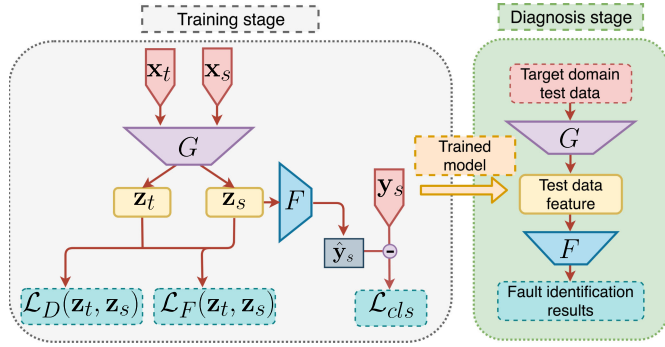 Training stage
𝐱_t
𝐱_s
G
𝐳_t
𝐳_s
F
𝐲_s
ŷ_s
-
ℒ_D(𝐳_t, 𝐳_s)
ℒ_F(𝐳_t, 𝐳_s)
ℒ_cls
Trained
model
Diagnosis stage
Target domain
test data
G
Test data
feature
F
Fault identification
results